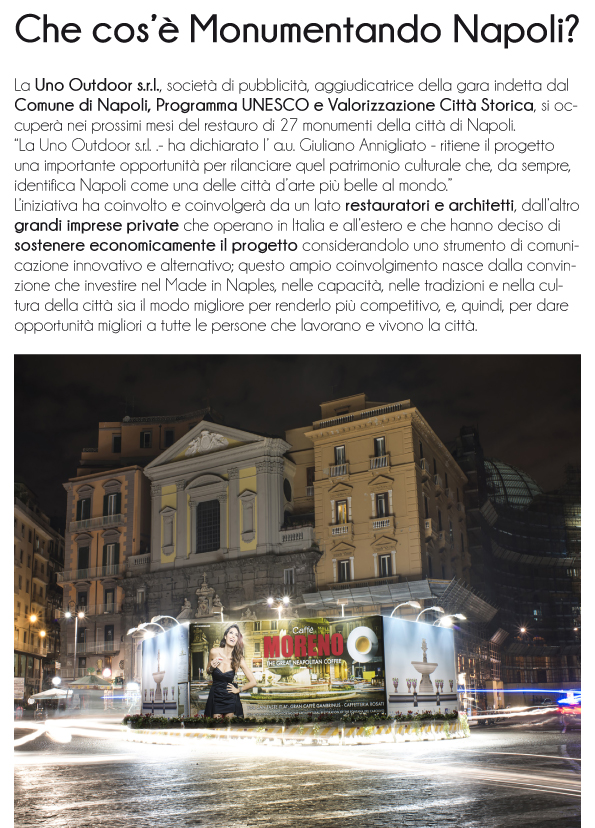 Che cos'è Monumentando Napoli?
La Uno Outdoor s.r.l., società di pubblicità, aggiudicatrice della gara indetta dal
Comune di Napoli, Programma UNESCO e Valorizzazione Città Storica, si oc-
cuperà nei prossimi mesi del restauro di 27 monumenti della città di Napoli.
"La Uno Outdoor s.r.l. .- ha dichiarato l' a.u. Giuliano Annigliato - ritiene il progetto
una importante opportunità per rilanciare quel patrimonio culturale che, da sempre,
identifica Napoli come una delle città d'arte più belle al mondo."
L'iniziativa ha coinvolto e coinvolgerà da un lato restauratori e architetti, dall'altro
grandi imprese private che operano in Italia e all'estero e che hanno deciso di
sostenere economicamente il progetto considerandolo uno strumento di comuni-
cazione innovativo e alternativo; questo ampio coinvolgimento nasce dalla convin-
zione che investire nel Made in Naples, nelle capacità, nelle tradizioni e nella cul-
tura della città sia il modo migliore per renderlo più competitivo, e, quindi, per dare
opportunità migliori a tutte le persone che lavorano e vivono la città.
Caffè
MORENO
THE GREAT NEAPOLITAN COFFEE
GRAN CAFFÈ GAMBRINUS - CAFFETTERIA ROSATI